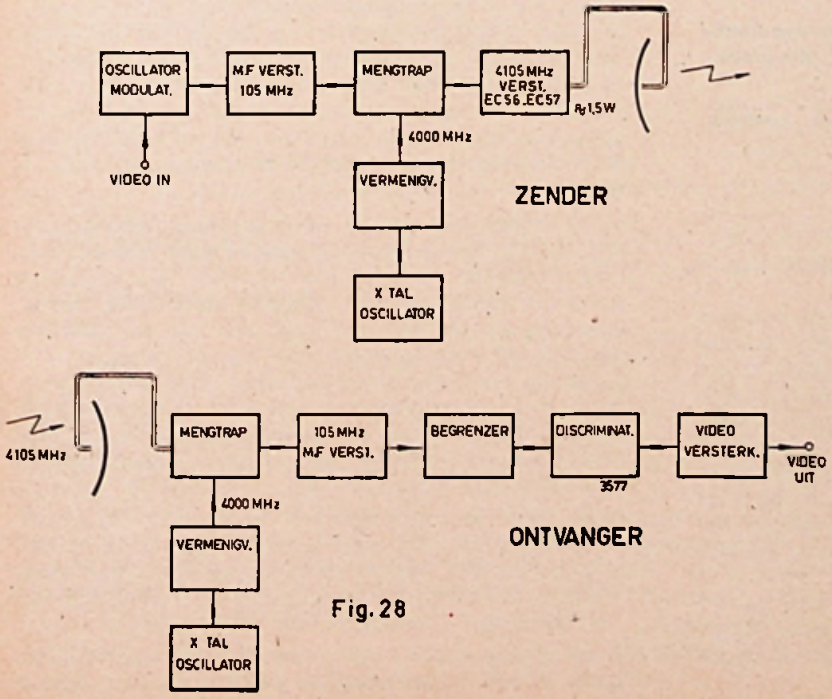 OSCILLATOR
MODULAT.
M.F VERST.
105 MHz
MENGTRAP
4105 MHz
VERST.
EC56-EC57
1,5 W
VIDEO IN
4000 MHz
VERMENIGV.
ZENDER
X TAL
OSCILLATOR
4105 MHz
MENGTRAP
105 MHz
M.F VERST.
BEGRENZER
DISCRIMINAT.
3577
VIDEO
VERSTERK.
VIDEO
UIT
4000 MHz
VERMENIGV.
ONTVANGER
X TAL
OSCILLATOR
Fig. 28